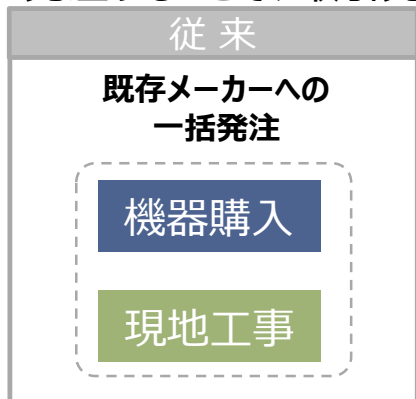 従 来
既存メーカーへの
一括発注
機器購入
現地工事